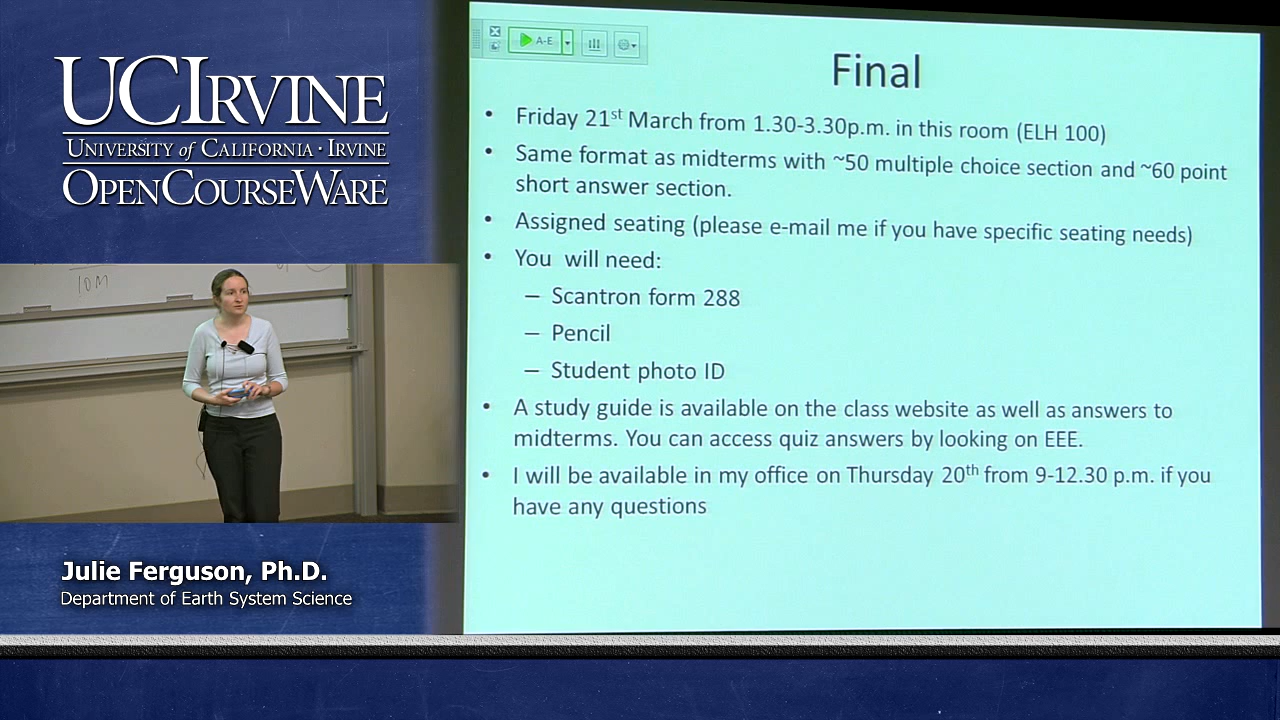 UCIRVINE
UNIVERSITY of CALIFORNIA · IRVINE
OPENCOURSEWARE
10M
Julie Ferguson, Ph.D.
Department of Earth System Science
A-E
Final
• Friday 21st March from 1.30-3.30p.m. in this room (ELH 100)
• Same format as midterms with ~50 multiple choice section and ~60 point
short answer section.
• Assigned seating (please e-mail me if you have specific seating needs)
• You will need:
– Scantron form 288
– Pencil
– Student photo ID
• A study guide is available on the class website as well as answers to
midterms. You can access quiz answers by looking on EEE.
• I will be available in my office on Thursday 20th from 9-12.30 p.m. if you
have any questions